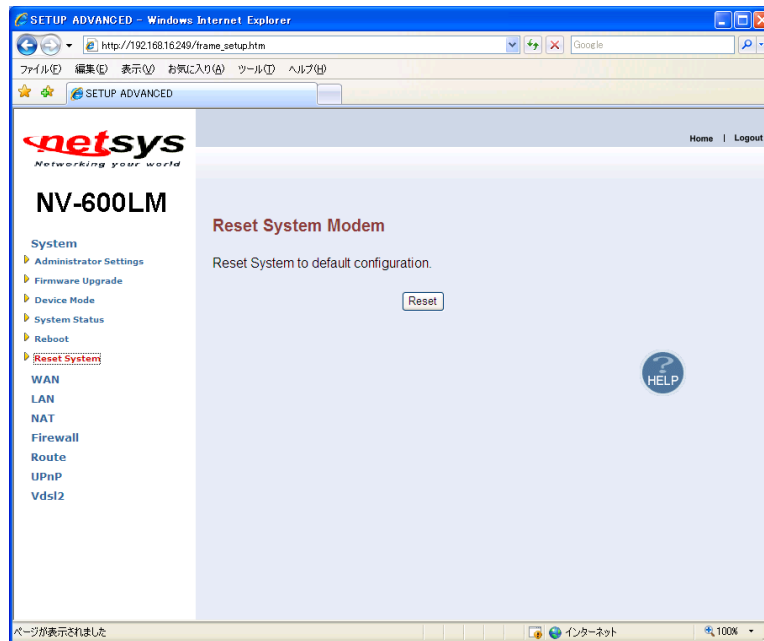 SETUP ADVANCED - Windows Internet Explorer
http://192.168.16.249/frame_setup.htm
Google
ファイル(F) 編集(E) 表示(V) お気に入り(A) ツール(T) ヘルプ(H)
SETUP ADVANCED
netsys
Networking your world
Home | Logout
NV-600LM
System
Administrator Settings
Firmware Upgrade
Device Mode
System Status
Reboot
Reset System
WAN
LAN
NAT
Firewall
Route
UPnP
Vdsl2
Reset System Modem
Reset System to default configuration.
Reset
?
HELP
ページが表示されました
インターネット
100%